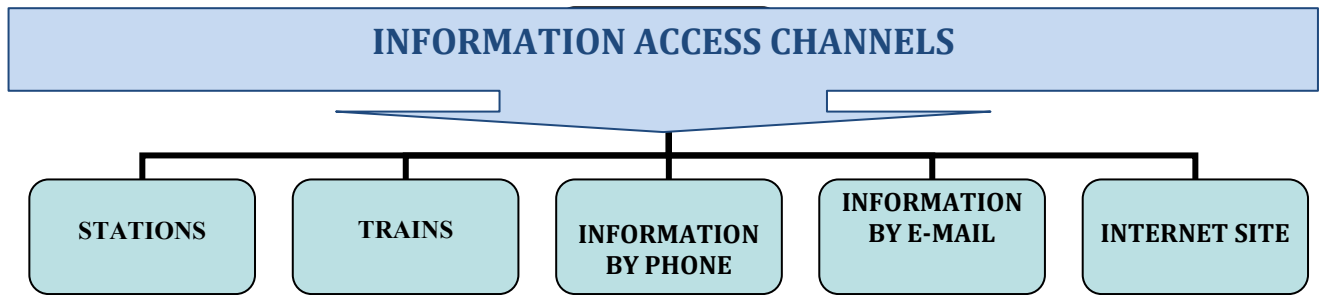 INFORMATION ACCESS CHANNELS
STATIONS
TRAINS
INFORMATION
BY PHONE
INFORMATION
BY E-MAIL
INTERNET SITE